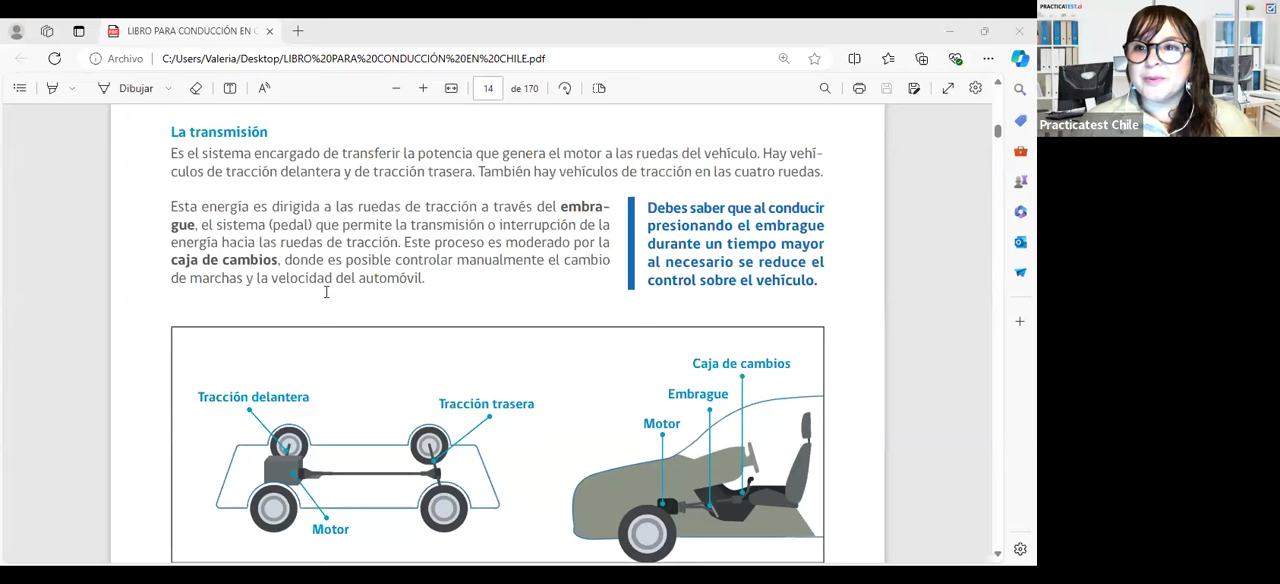 LIBRO PARA CONDUCCIÓN EN C
Archivo
C:/Users/Valeria/Desktop/LIBRO%20PARA%20CONDUCCIÓN%20EN%20CHILE.pdf
Dibujar
14
de 170
PRACTICATEST.cl
Practicatest Chile
La transmisión
Es el sistema encargado de transferir la potencia que genera el motor a las ruedas del vehículo. Hay vehí-
culos de tracción delantera y de tracción trasera. También hay vehículos de tracción en las cuatro ruedas.
Esta energía es dirigida a las ruedas de tracción a través del embra-
gue, el sistema (pedal) que permite la transmisión o interrupción de la
energía hacia las ruedas de tracción. Este proceso es moderado por la
caja de cambios, donde es posible controlar manualmente el cambio
de marchas y la velocidad del automóvil.
Debes saber que al conducir
presionando el embrague
durante un tiempo mayor
al necesario se reduce el
control sobre el vehículo.
Tracción delantera
Tracción trasera
Motor
Caja de cambios
Embrague
Motor